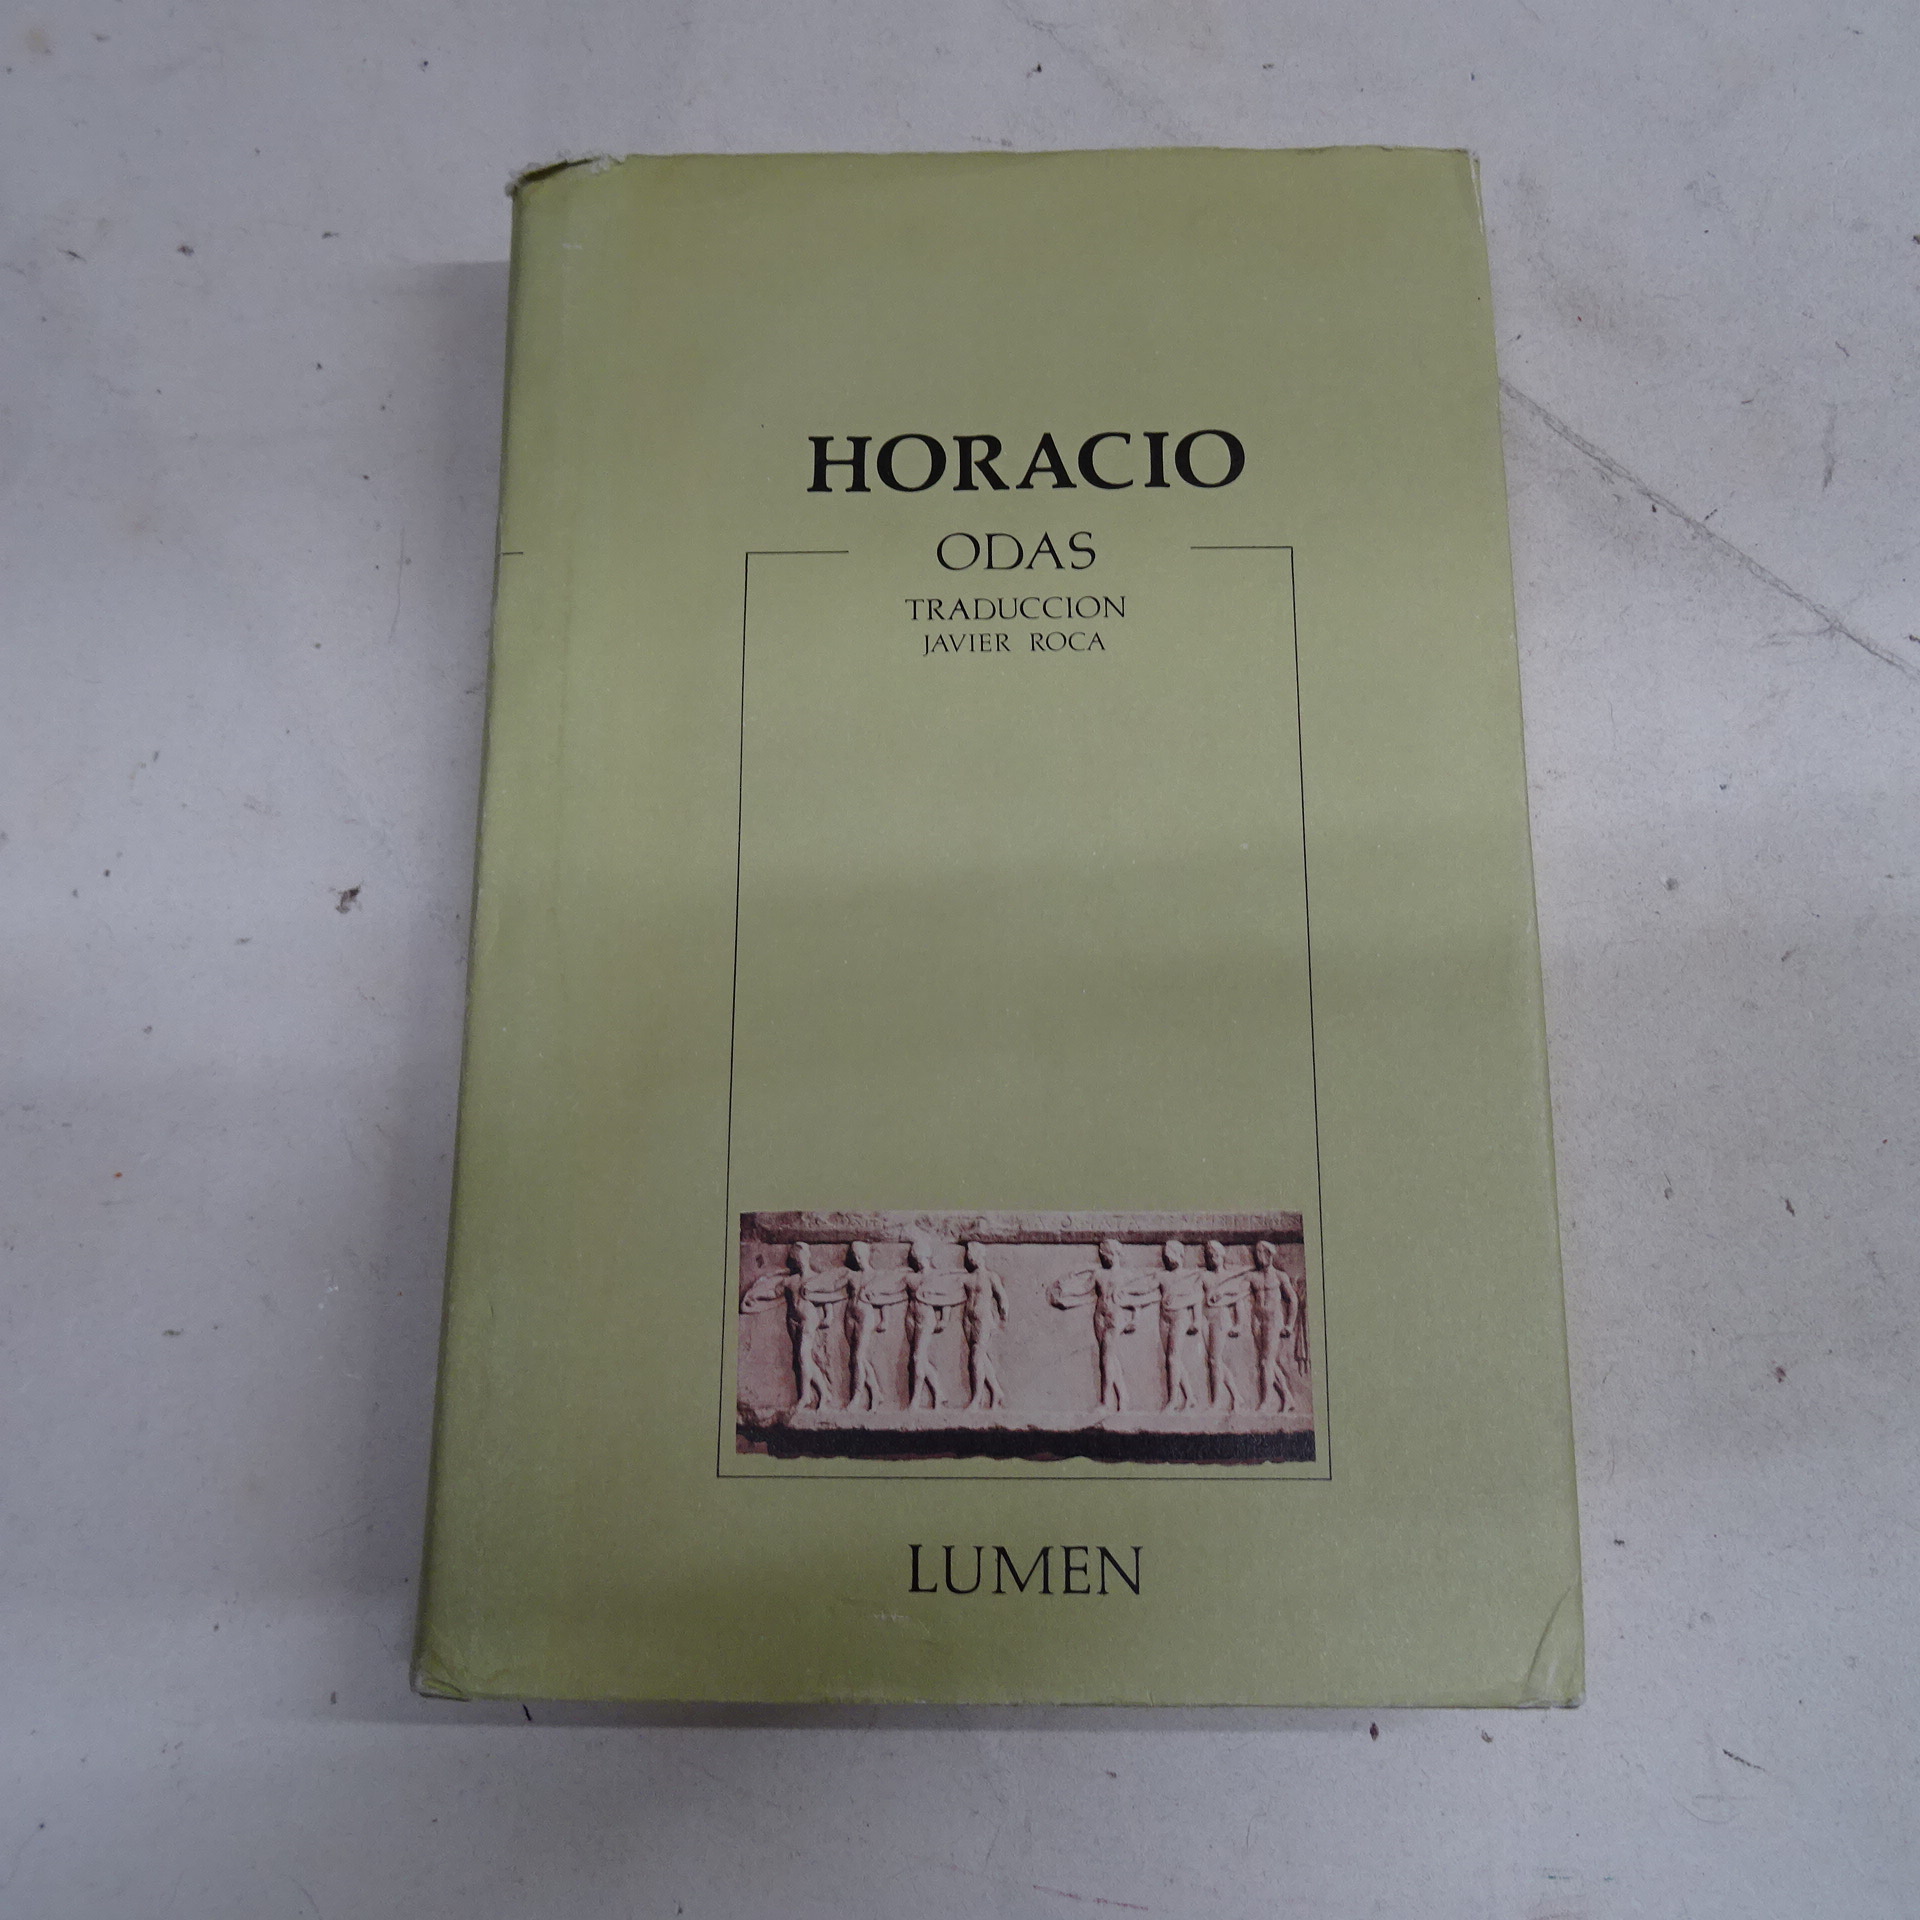 HORACIO
ODAS
TRADUCCION
JAVIER ROCA
LUMEN